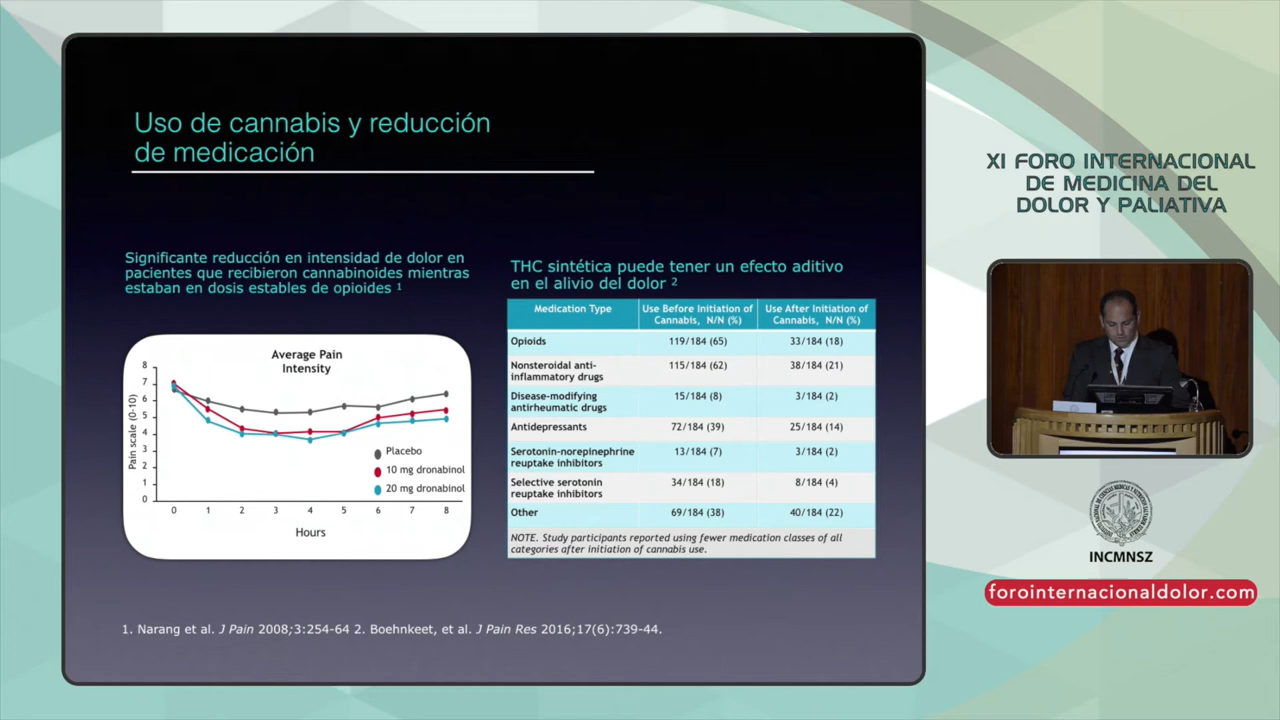 Uso de cannabis y reducción
de medicación
Significante reducción en intensidad de dolor en
pacientes que recibieron cannabinoides mientras
estaban en dosis estables de opioides 1
Average Pain
Intensity
Pain scale (0-10)
8
7
6
5
4
3
2
1
0
0 1 2 3 4 5 6 7 8
Hours
Placebo
10 mg dronabinol
20 mg dronabinol
THC sintética puede tener un efecto aditivo
en el alivio del dolor 2
Medication Type
Use Before Initiation of
Cannabis, N/N (%)
Use After Initiation of
Cannabis, N/N (%)
Opioids 119/184 (65) 33/184 (18)
Nonsteroidal anti-
inflammatory drugs
115/184 (62) 38/184 (21)
Disease-modifying
antirheumatic drugs
15/184 (8) 3/184 (2)
Antidepressants 72/184 (39) 25/184 (14)
Serotonin-norepinephrine
reuptake inhibitors
13/184 (7) 3/184 (2)
Selective serotonin
reuptake inhibitors
34/184 (18) 8/184 (4)
Other 69/184 (38) 40/184 (22)
NOTE. Study participants reported using fewer medication classes of all
categories after initiation of cannabis use.
1. Narang et al. J Pain 2008;3:254-64 2. Boehnkeet, et al. J Pain Res 2016;17(6):739-44.
XI FORO INTERNACIONAL
DE MEDICINA DEL
DOLOR Y PALIATIVA
INCMNSZ
forointernacionaldolor.com